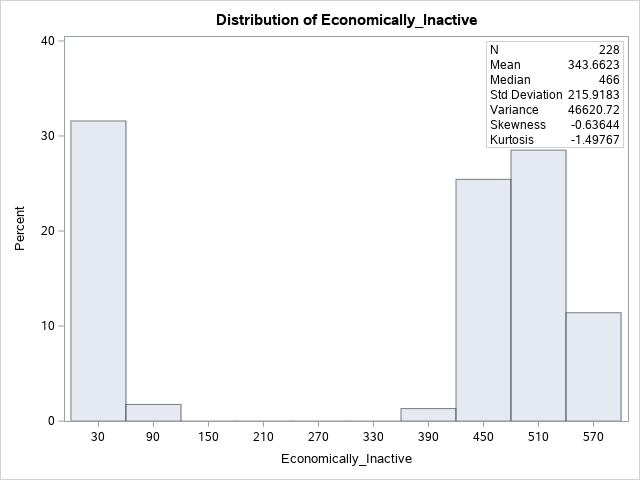 Distribution of Economically_Inactive
N 228
Mean 343.6623
Median 466
Std Deviation 215.9183
Variance 46620.72
Skewness -0.63644
Kurtosis -1.49767
40
30
20
10
0
Percent
30 90 150 210 270 330 390 450 510 570
Economically_Inactive